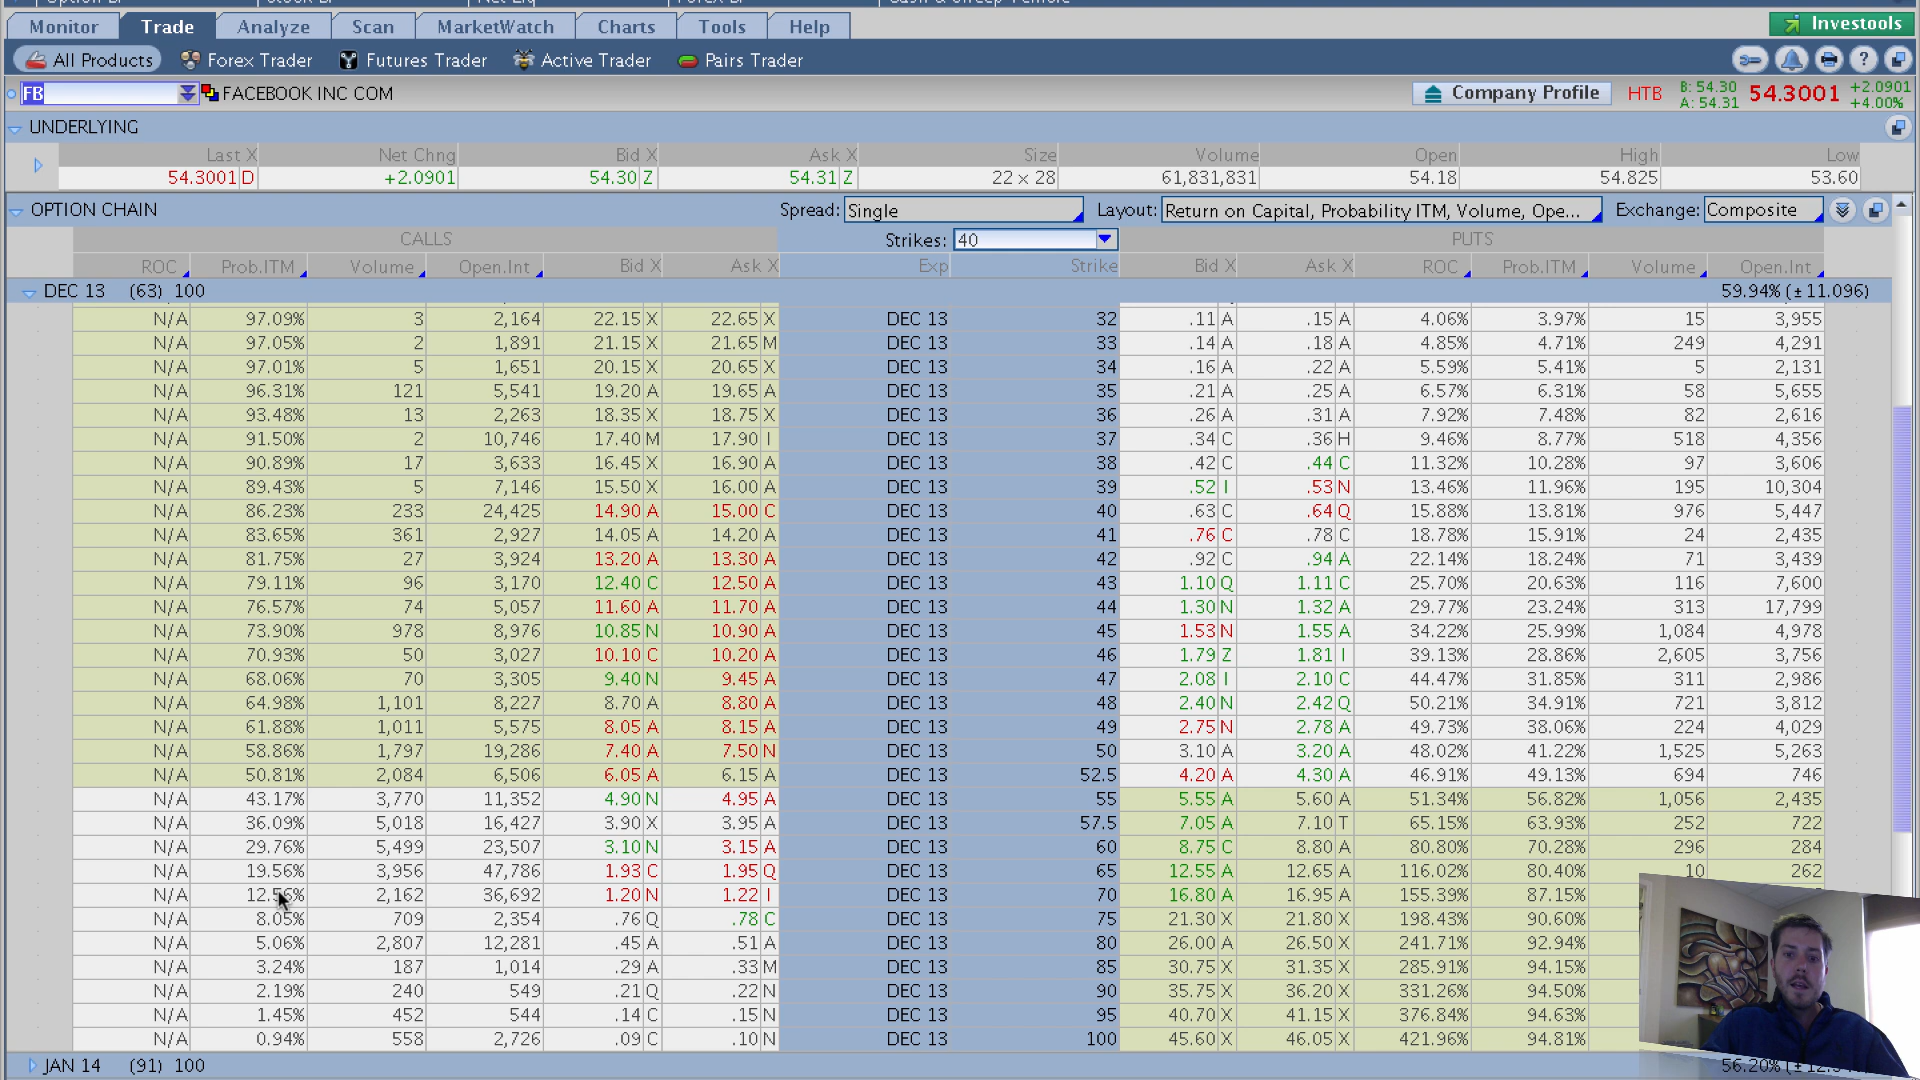 Monitor Trade Analyze Scan MarketWatch Charts Tools Help Investools
All Products Forex Trader Futures Trader Active Trader Pairs Trader
FB FACEBOOK INC COM Company Profile HTB B: 54.30 A: 54.31 54.3001 +2.0901 +4.00%
UNDERLYING
Last X Net Chng Bid X Ask X Size Volume Open High Low
54.3001 D +2.0901 54.30 Z 54.31 Z 22 x 28 61,831,831 54.18 54.825 53.60
OPTION CHAIN Spread: Single Layout: Return on Capital, Probability ITM, Volume, Ope... Exchange: Composite
CALLS Strikes: 40 PUTS
ROC Prob.ITM Volume Open.Int Bid X Ask X Exp Strike Bid X Ask X ROC Prob.ITM Volume Open.Int
DEC 13 (63) 100 59.94% (±11.096)
N/A 97.09% 3 2,164 22.15 X 22.65 X DEC 13 32 .11 A .15 A 4.06% 3.97% 15 3,955
N/A 97.05% 2 1,891 21.15 X 21.65 M DEC 13 33 .14 A .18 A 4.85% 4.71% 249 4,291
N/A 97.01% 5 1,651 20.15 X 20.65 X DEC 13 34 .16 A .22 A 5.59% 5.41% 5 2,131
N/A 96.31% 121 5,541 19.20 A 19.65 A DEC 13 35 .21 A .25 A 6.57% 6.31% 58 5,655
N/A 93.48% 13 2,263 18.35 X 18.75 X DEC 13 36 .26 A .31 A 7.92% 7.48% 82 2,616
N/A 91.50% 2 10,746 17.40 M 17.90 I DEC 13 37 .34 C .36 H 9.46% 8.77% 518 4,356
N/A 90.89% 17 3,633 16.45 X 16.90 A DEC 13 38 .42 C .44 C 11.32% 10.28% 97 3,606
N/A 89.43% 5 7,146 15.50 X 16.00 A DEC 13 39 .52 I .53 N 13.46% 11.96% 195 10,304
N/A 86.23% 233 24,425 14.90 A 15.00 C DEC 13 40 .63 C .64 Q 15.88% 13.81% 976 5,447
N/A 83.65% 361 2,927 14.05 A 14.20 A DEC 13 41 .76 C .78 C 18.78% 15.91% 24 2,435
N/A 81.75% 27 3,924 13.20 A 13.30 A DEC 13 42 .92 C .94 A 22.14% 18.24% 71 3,439
N/A 79.11% 96 3,170 12.40 C 12.50 A DEC 13 43 1.10 Q 1.11 C 25.70% 20.63% 116 7,600
N/A 76.57% 74 5,057 11.60 A 11.70 A DEC 13 44 1.30 N 1.32 A 29.77% 23.24% 313 17,799
N/A 73.90% 978 8,976 10.85 N 10.90 A DEC 13 45 1.53 N 1.55 A 34.22% 25.99% 1,084 4,978
N/A 70.93% 50 3,027 10.10 C 10.20 A DEC 13 46 1.79 Z 1.81 I 39.13% 28.86% 2,605 3,756
N/A 68.06% 70 3,305 9.40 N 9.45 A DEC 13 47 2.08 I 2.10 C 44.47% 31.85% 311 2,986
N/A 64.98% 1,101 8,227 8.70 A 8.80 A DEC 13 48 2.40 N 2.42 Q 50.21% 34.91% 721 3,812
N/A 61.88% 1,011 5,575 8.05 A 8.15 A DEC 13 49 2.75 N 2.78 A 49.73% 38.06% 224 4,029
N/A 58.86% 1,797 19,286 7.40 A 7.50 N DEC 13 50 3.10 A 3.20 A 48.02% 41.22% 1,525 5,263
N/A 50.81% 2,084 6,506 6.05 A 6.15 A DEC 13 52.5 4.20 A 4.30 A 46.91% 49.13% 694 746
N/A 43.17% 3,770 11,352 4.90 N 4.95 A DEC 13 55 5.55 A 5.60 A 51.34% 56.82% 1,056 2,435
N/A 36.09% 5,018 16,427 3.90 X 3.95 A DEC 13 57.5 7.05 A 7.10 T 65.15% 63.93% 252 722
N/A 29.76% 5,499 23,507 3.10 N 3.15 A DEC 13 60 8.75 C 8.80 A 80.80% 70.28% 296 284
N/A 19.56% 3,956 47,786 1.93 C 1.95 Q DEC 13 65 12.55 A 12.65 A 116.02% 80.40% 10 262
N/A 2,162 36,692 1.20 N 1.22 I DEC 13 70 16.80 A 16.95 A 155.39% 87.15%
N/A 8.05% 709 2,354 .76 Q .78 C DEC 13 75 21.30 X 21.80 X 198.43% 90.60%
N/A 5.06% 2,807 12,281 .45 A .51 A DEC 13 80 26.00 A 26.50 X 241.71% 92.94%
N/A 3.24% 187 1,014 .29 A .33 M DEC 13 85 30.75 X 31.35 X 285.91% 94.15%
N/A 2.19% 240 549 .21 Q .22 N DEC 13 90 35.75 X 36.20 X 331.26% 94.50%
N/A 1.45% 452 544 .14 C .15 N DEC 13 95 40.70 X 41.15 X 376.84% 94.63%
N/A 0.94% 558 2,726 .09 C .10 N DEC 13 100 45.60 X 46.05 X 421.96% 94.81%
JAN 14 (91) 100 56.20%